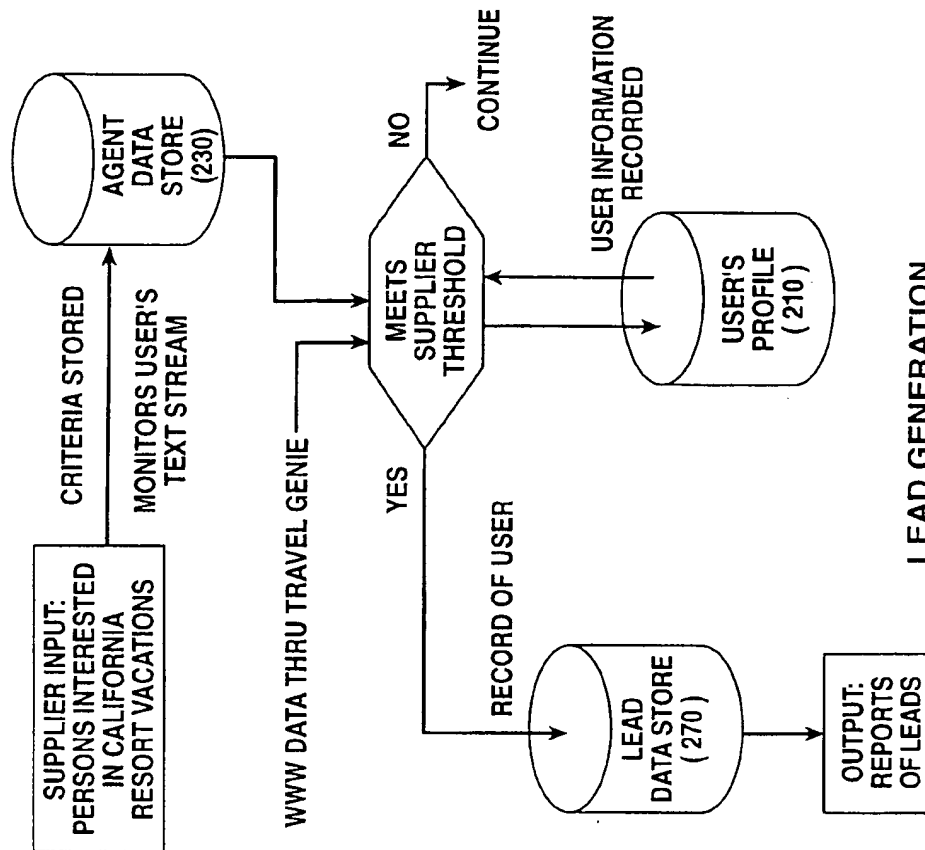 SUPPLIER INPUT:
PERSONS INTERESTED
IN CALIFORNIA
RESORT VACATIONS
CRITERIA STORED
MONITORS USER'S
TEXT STREAM
AGENT
DATA
STORE
(230)
WWW DATA THRU TRAVEL GENIE
MEETS
SUPPLIER
THRESHOLD
YES
NO
CONTINUE
RECORD OF USER
USER INFORMATION
RECORDED
LEAD
DATA STORE
( 270 )
USER'S
PROFILE
( 210 )
OUTPUT:
REPORTS
OF LEADS
LEAD GENERATION